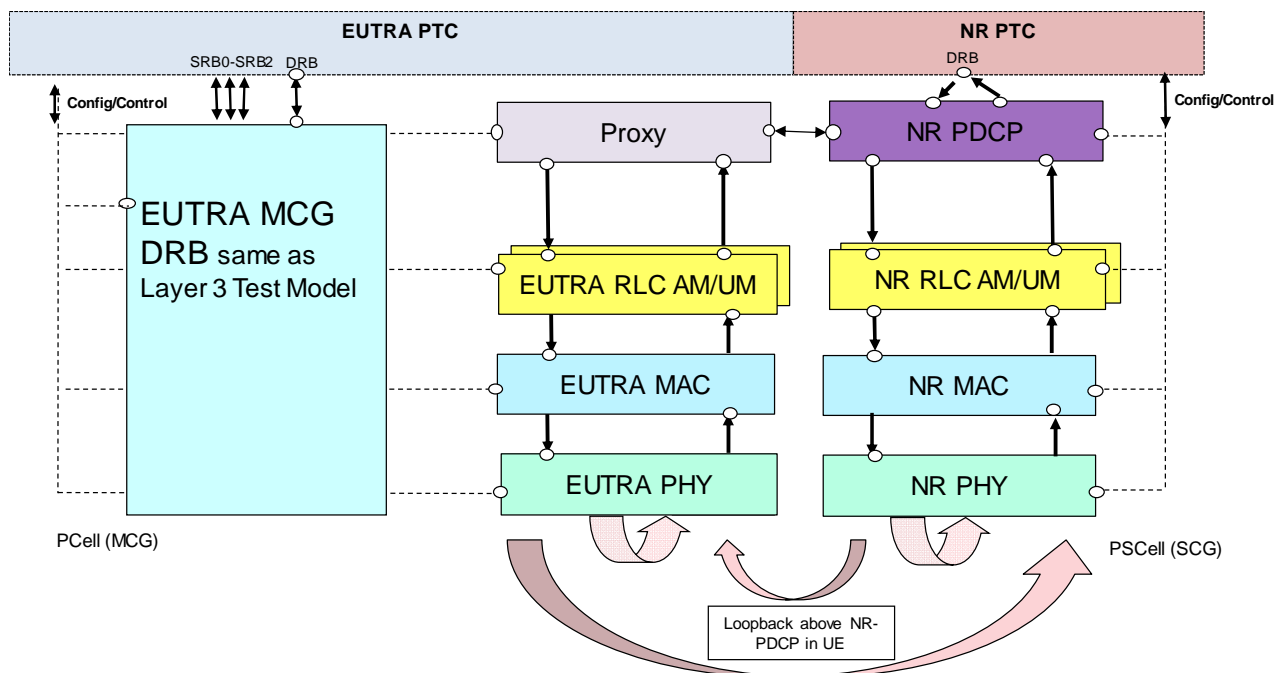 EUTRA PTC
NR PTC
SRB0-SRB2
DRB
DRB
Config/Control
Config/Control
Proxy
NR PDCP
EUTRA MCG
DRB same as
Layer 3 Test Model
EUTRA RLC AM/UM
NR RLC AM/UM
EUTRA MAC
NR MAC
EUTRA PHY
NR PHY
PCell (MCG)
PSCell (SCG)
Loopback above NR-
PDCP in UE